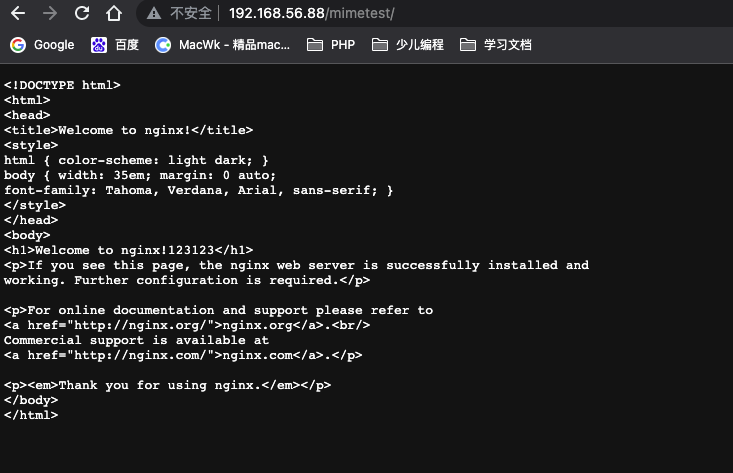 不安全 192.168.56.88/mimetest/
Google 百度 MacWk - 精品mac... PHP 少儿编程 学习文档
<!DOCTYPE html>
<html>
<head>
<title>Welcome to nginx!</title>
<style>
html { color-scheme: light dark; }
body { width: 35em; margin: 0 auto;
font-family: Tahoma, Verdana, Arial, sans-serif; }
</style>
</head>
<body>
<h1>Welcome to nginx!123123</h1>
<p>If you see this page, the nginx web server is successfully installed and
working. Further configuration is required.</p>

<p>For online documentation and support please refer to
<a href="http://nginx.org/">nginx.org</a>.<br/>
Commercial support is available at
<a href="http://nginx.com/">nginx.com</a>.</p>

<p><em>Thank you for using nginx.</em></p>
</body>
</html>